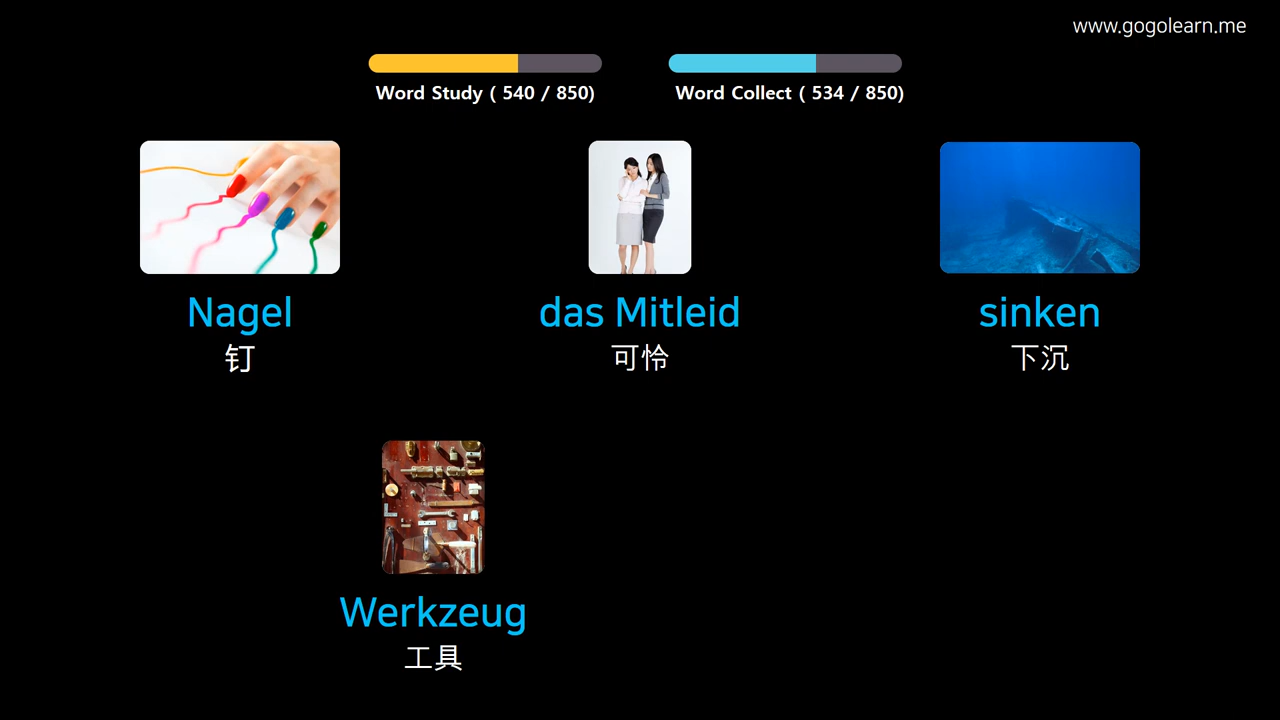 www.gogolearn.me
Word Study ( 540 / 850)
Word Collect ( 534 / 850)
Nagel
钉
das Mitleid
可怜
sinken
下沉
Werkzeug
工具